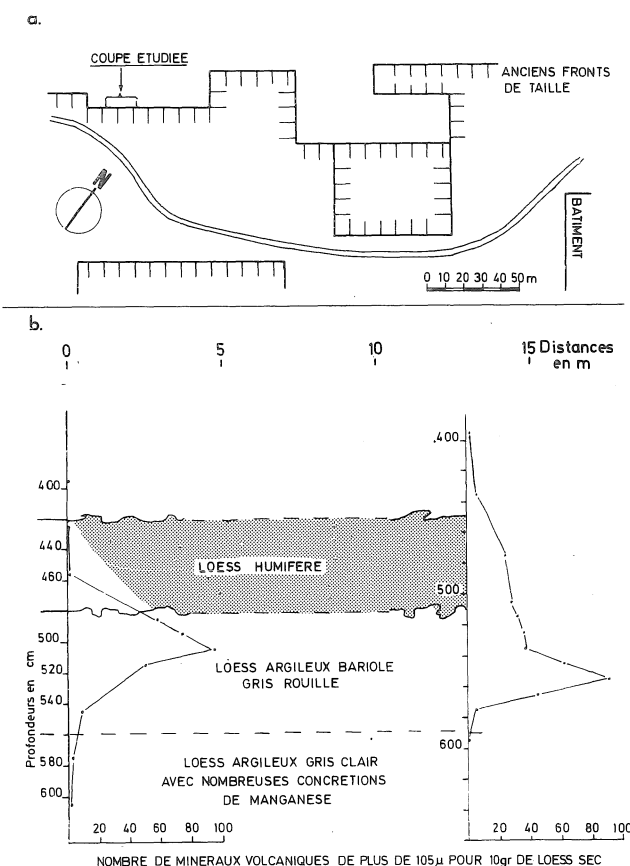 a.
COUPE ETUDIEE
ANCIENS FRONTS
DE TAILLE
N
BATIMENT
0 10 20 30 40 50m
b.
0 5 10 15 Distances
en m
400
440
460
500
520
540
580
600
Profondeurs en cm
LOESS HUMIFERE
LOESS ARGILEUX BARIOLE
GRIS ROUILLE
LOESS ARGILEUX GRIS CLAIR
AVEC NOMBREUSES CONCRETIONS
DE MANGANESE
400
500
600
20 40 60 80 100
20 40 60 80 100
NOMBRE DE MINERAUX VOLCANIQUES DE PLUS DE 105µ POUR 10gr DE LOESS SEC